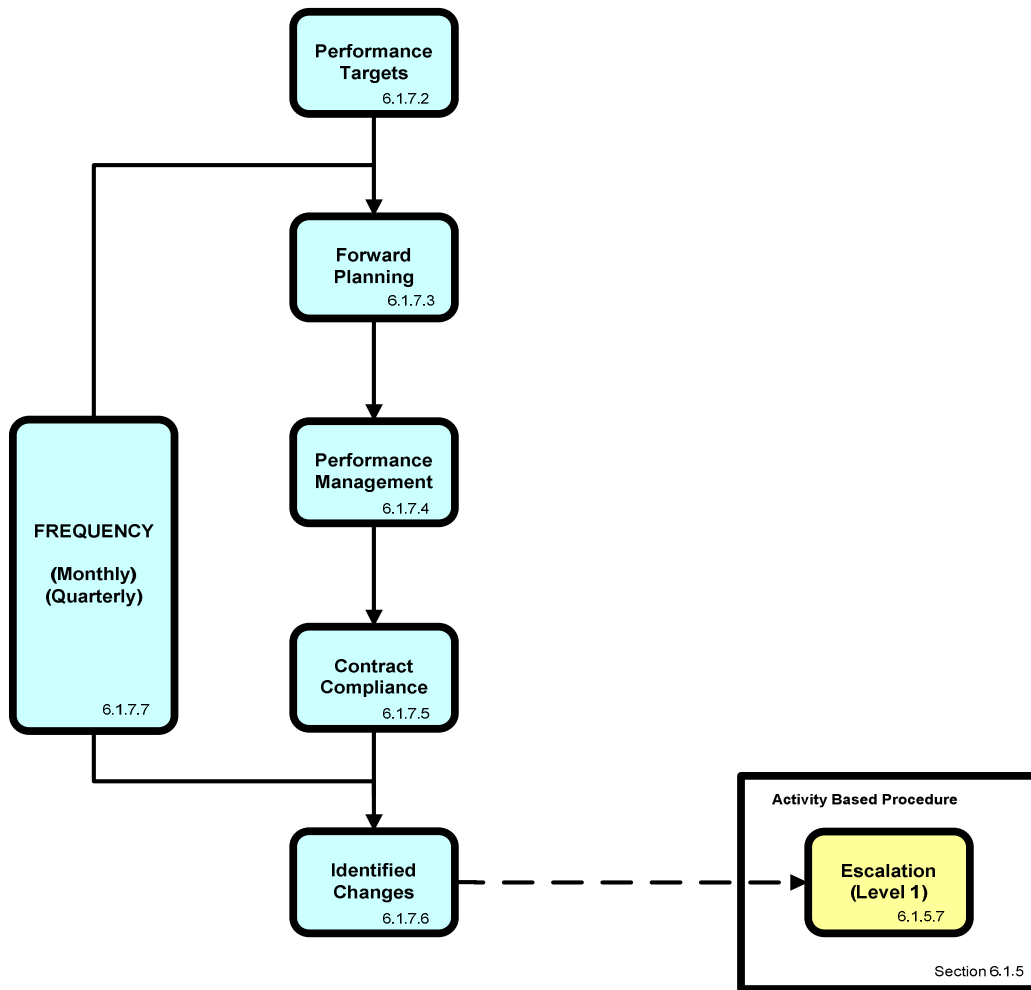 Performance
Targets
6.1.7.2
Forward
Planning
6.1.7.3
Performance
Management
6.1.7.4
FREQUENCY
(Monthly)
(Quarterly)
6.1.7.7
Contract
Compliance
6.1.7.5
Identified
Changes
6.1.7.6
Activity Based Procedure
Escalation
(Level 1)
6.1.5.7
Section 6.1.5